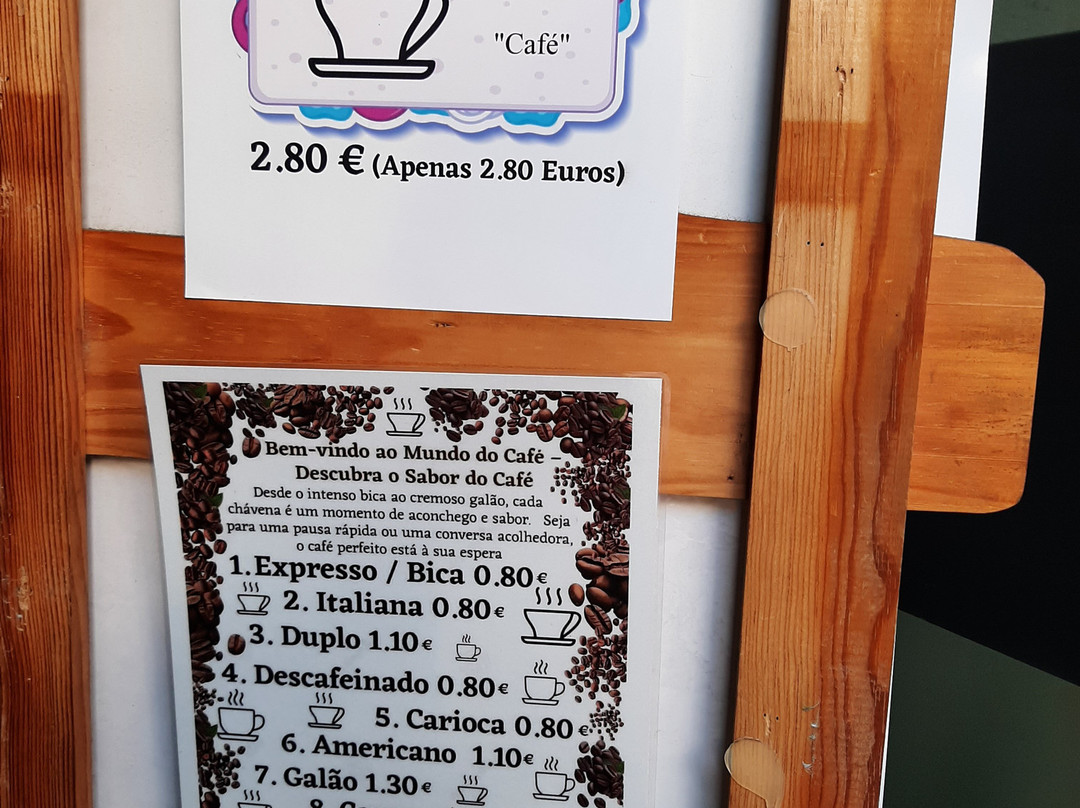 "Café"
2.80 € (Apenas 2.80 Euros)
Bem-vindo ao Mundo do Café –
Descubra o Sabor do Café
Desde o intenso bica ao cremoso galão, cada
chávena é um momento de aconchego e sabor. Seja
para uma pausa rápida ou uma conversa acolhedora,
o café perfeito está à sua espera
1.Expresso / Bica 0.80€
2. Italiana 0.80€
3. Duplo 1.10€
4. Descafeinado 0.80€
5. Carioca 0.80€
6. Americano 1.10€
7. Galão 1.30€